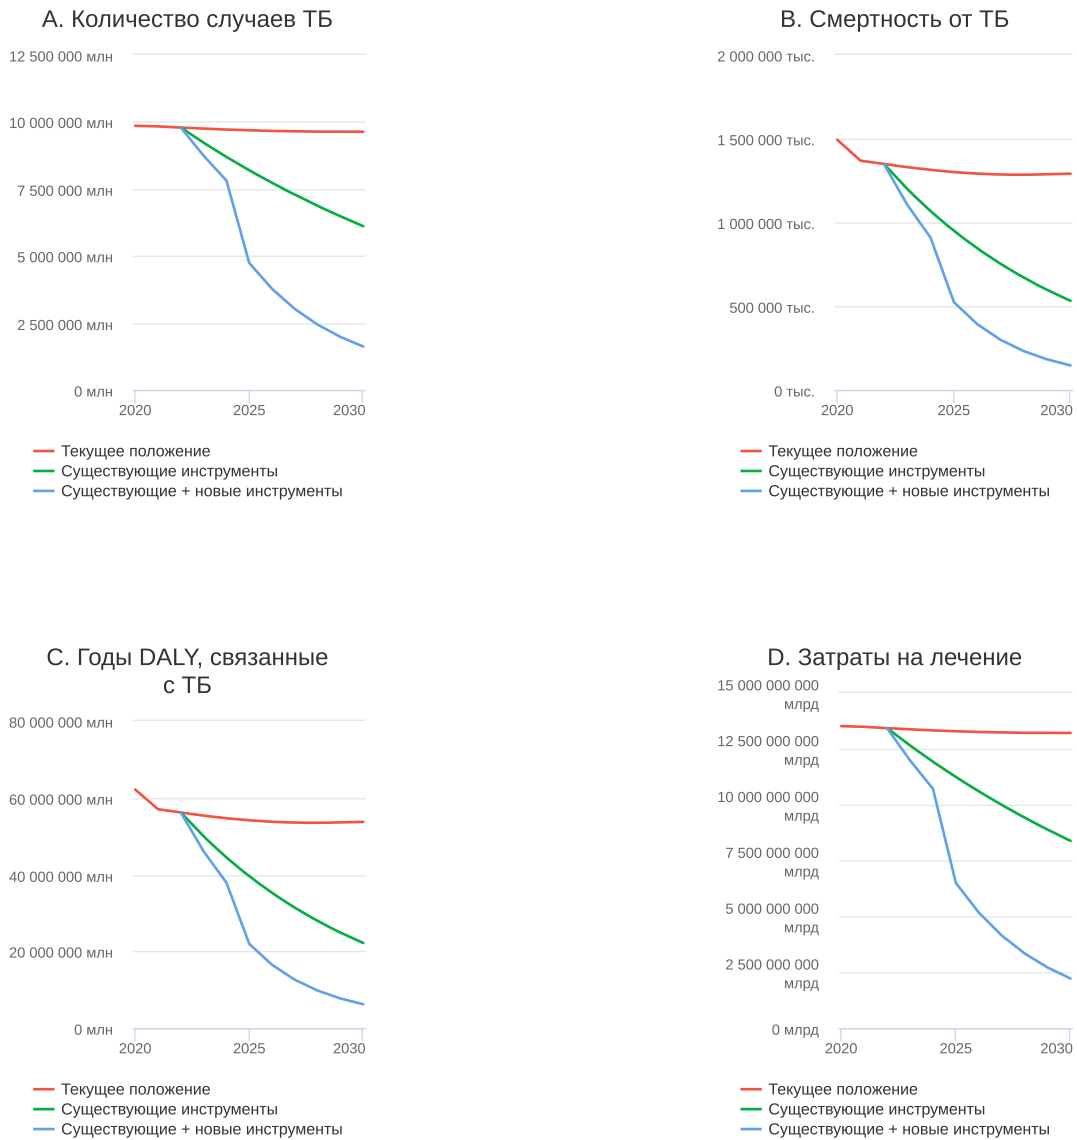 A. Количество случаев ТБ
12 500 000 млн
10 000 000 млн
7 500 000 млн
5 000 000 млн
2 500 000 млн
0 млн
2020
2025
2030
Текущее положение
Существующие инструменты
Существующие + новые инструменты
B. Смертность от ТБ
2 000 000 тыс.
1 500 000 тыс.
1 000 000 тыс.
500 000 тыс.
0 тыс.
2020
2025
2030
Текущее положение
Существующие инструменты
Существующие + новые инструменты
C. Годы DALY, связанные
с ТБ
80 000 000 млн
60 000 000 млн
40 000 000 млн
20 000 000 млн
0 млн
2020
2025
2030
Текущее положение
Существующие инструменты
Существующие + новые инструменты
D. Затраты на лечение
15 000 000 000
млрд
12 500 000 000
млрд
10 000 000 000
млрд
7 500 000 000
млрд
5 000 000 000
млрд
2 500 000 000
млрд
0 млрд
2020
2025
2030
Текущее положение
Существующие инструменты
Существующие + новые инструменты